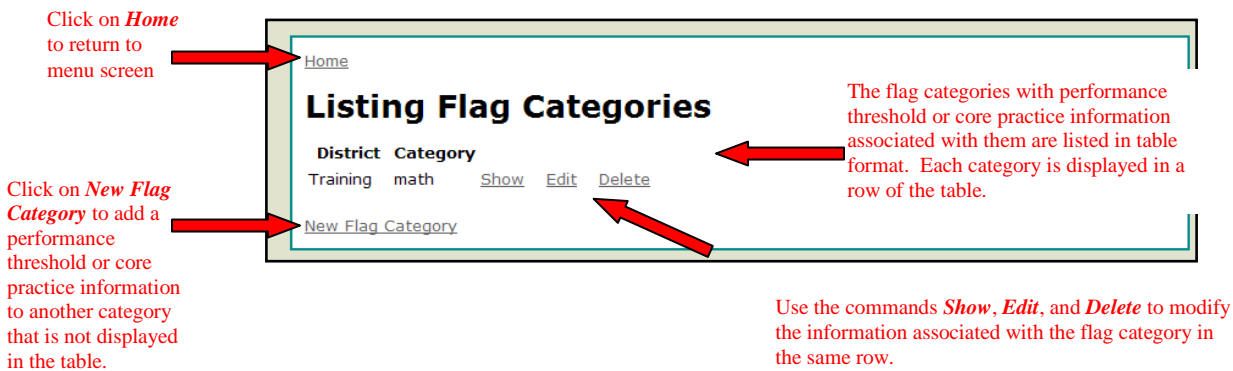 Click on Home
to return to
menu screen
Home
Listing Flag Categories
District Category
Training math Show Edit Delete
New Flag Category
The flag categories with performance
threshold or core practice information
associated with them are listed in table
format. Each category is displayed in a
row of the table.
Click on New Flag
Category to add a
performance
threshold or core
practice information
to another category
that is not displayed
in the table.
Use the commands Show, Edit, and Delete to modify
the information associated with the flag category in
the same row.